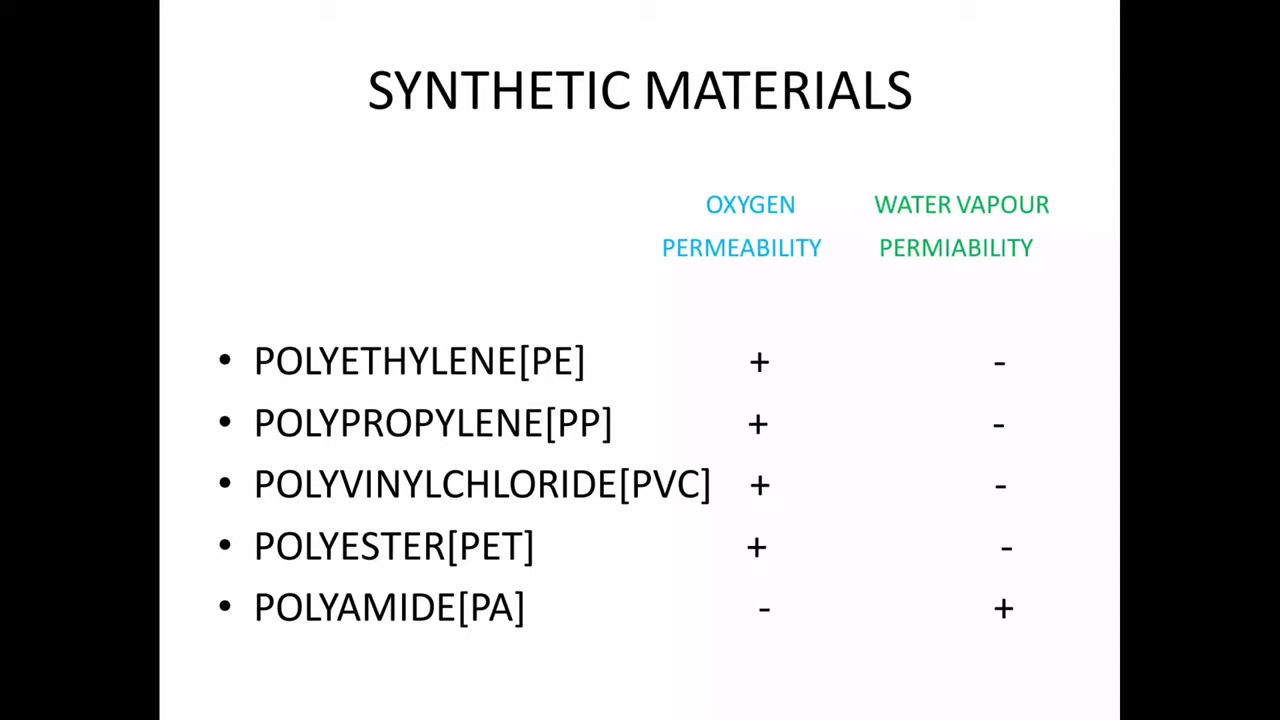 SYNTHETIC MATERIALS
OXYGEN WATER VAPOUR
PERMEABILITY PERMIABILITY
• POLYETHYLENE[PE] + -
• POLYPROPYLENE[PP] + -
• POLYVINYLCHLORIDE[PVC] + -
• POLYESTER[PET] + -
• POLYAMIDE[PA] - +